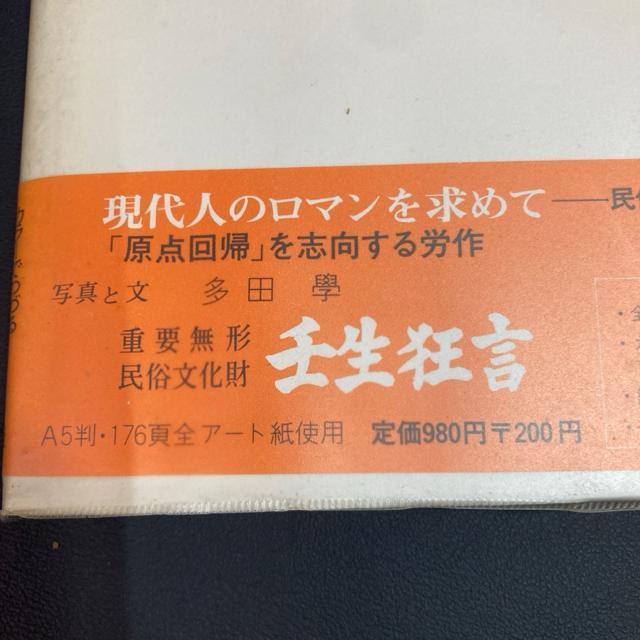 現代人のロマンを求めて——民俗
「原点回帰」を志向する労作
写真と文 多田 學
重要無形
民俗文化財
壬生狂言
A5判・176頁全アート紙使用 定価980円〒200円